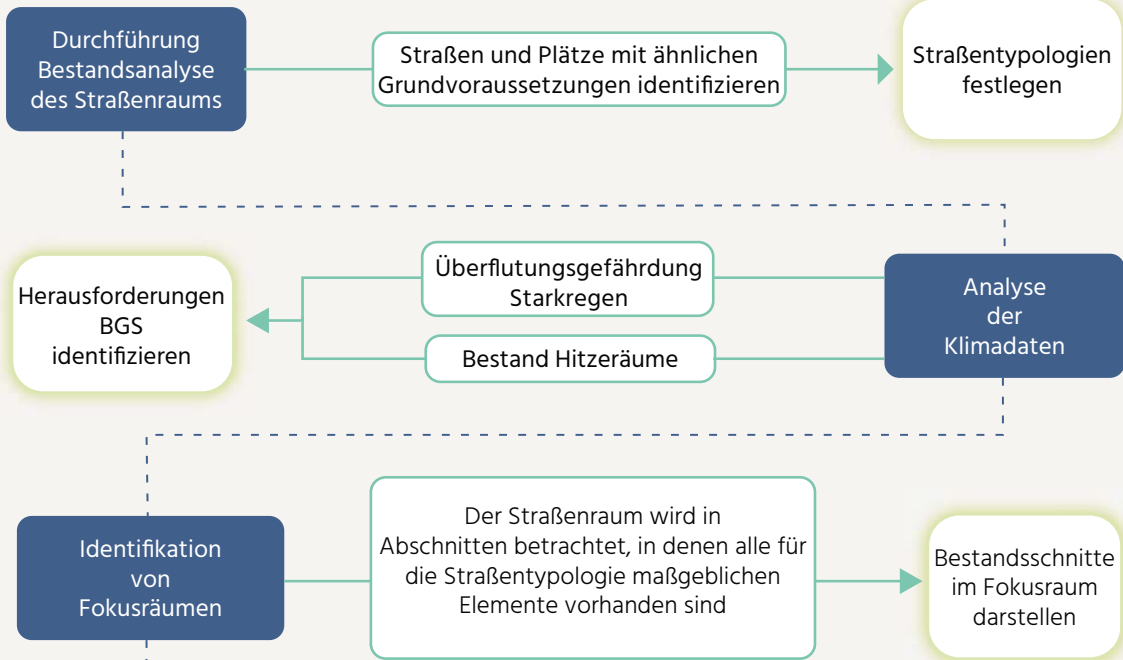 Durchführung
Bestandsanalyse
des Straßenraums
Straßen und Plätze mit ähnlichen
Grundvoraussetzungen identifizieren
Straßentypologien
festlegen
Herausforderungen
BGS
identifizieren
Überflutungsgefährdung
Starkregen
Bestand Hitzeräume
Analyse
der
Klimadaten
Identifikation
von
Fokusräumen
Der Straßenraum wird in
Abschnitten betrachtet, in denen alle für
die Straßentypologie maßgeblichen
Elemente vorhanden sind
Bestandsschnitte
im Fokusraum
darstellen